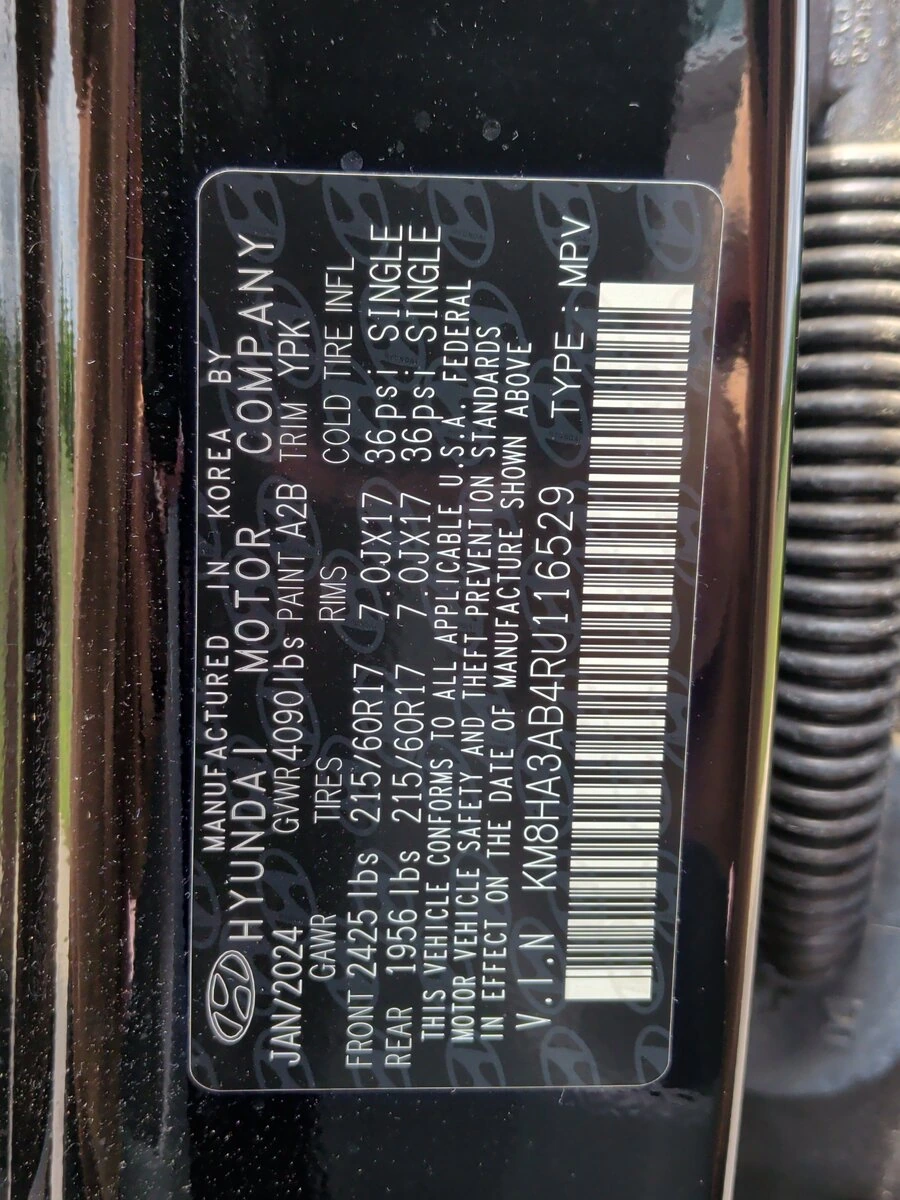 MANUFACTURED IN KOREA BY
HYUNDAI MOTOR COMPANY
JAN/2024 GVWR 4090 lbs PAINT A2B TRIM YPK
GAWR TIRES RIMS COLD TIRE INFL
FRONT 2425 lbs 215/60R17 7.0JX17 36psi SINGLE
REAR 1956 lbs 215/60R17 7.0JX17 36psi SINGLE
THIS VEHICLE CONFORMS TO ALL APPLICABLE U.S.A. FEDERAL
MOTOR VEHICLE SAFETY AND THEFT PREVENTION STANDARDS
IN EFFECT ON THE DATE OF MANUFACTURE SHOWN ABOVE
V.I.N KM8HA3AB4RU116529 TYPE : MPV